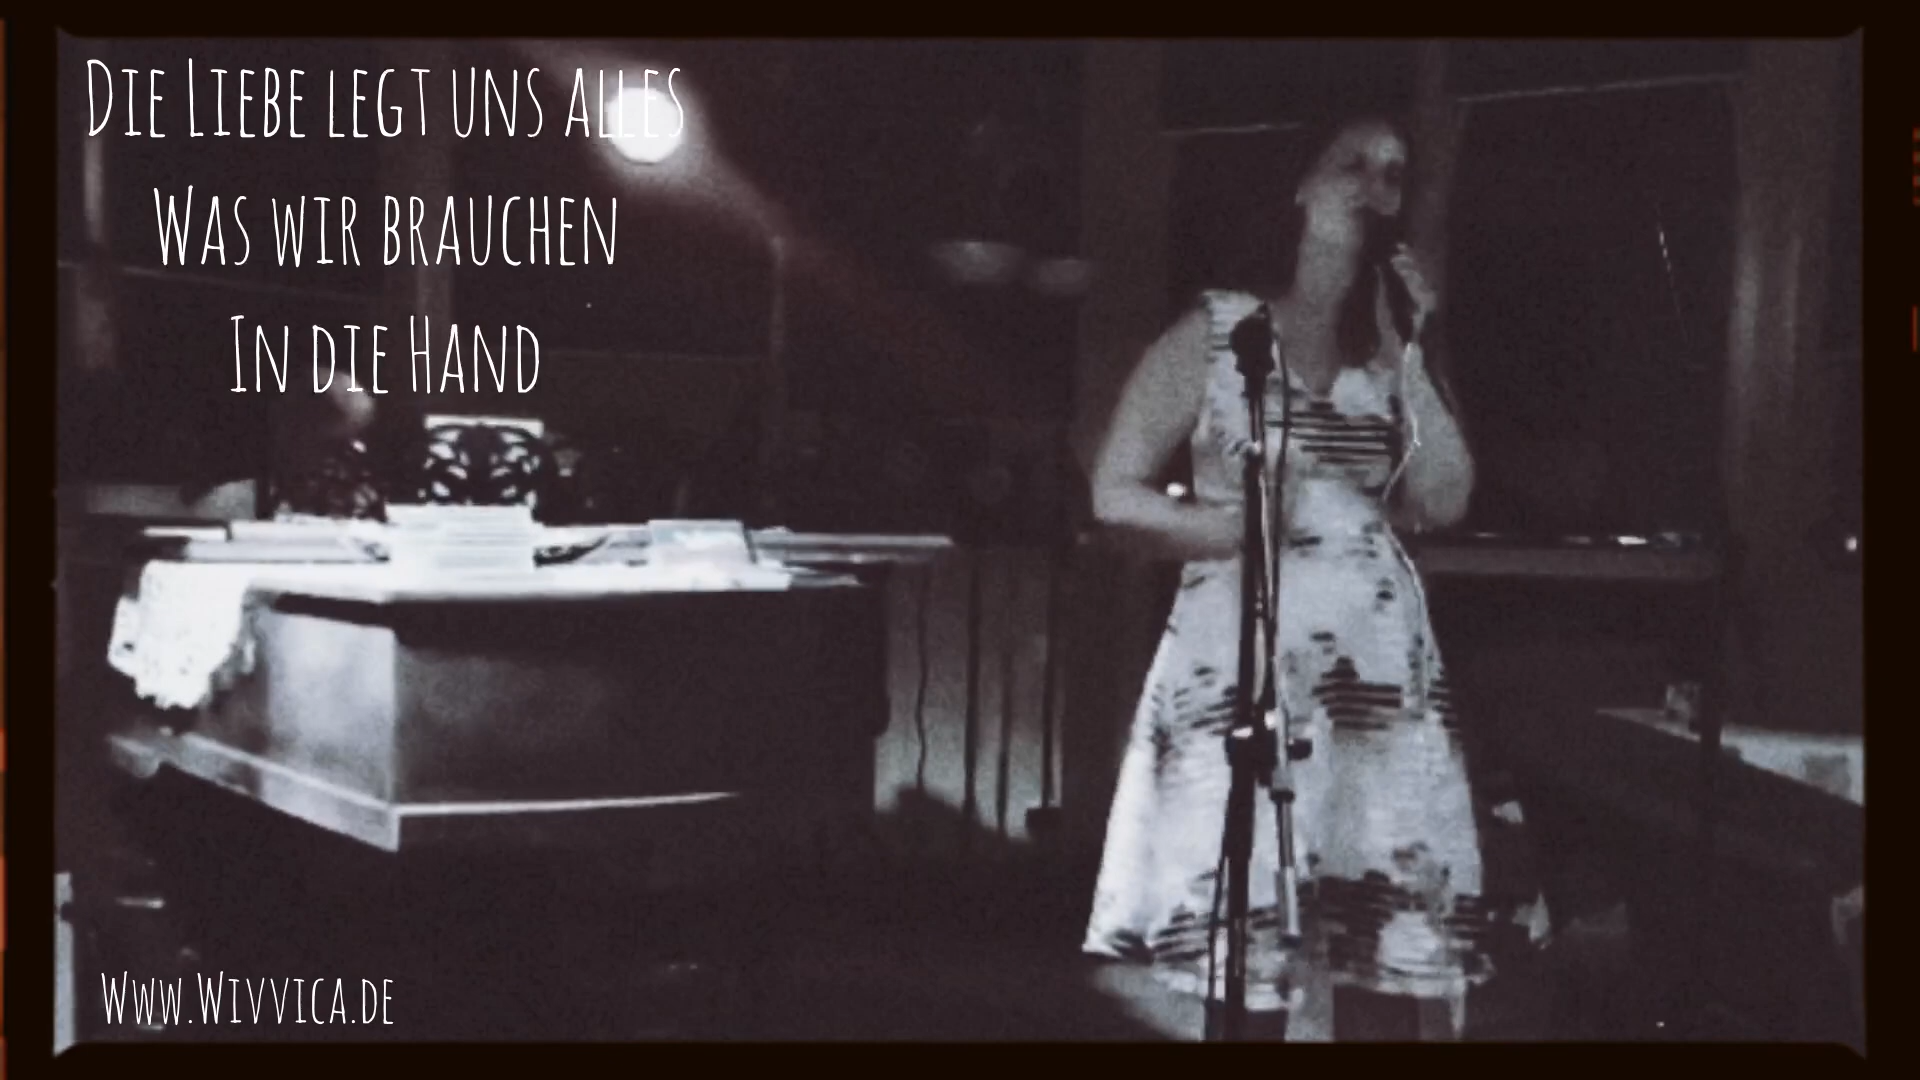 Die Liebe legt uns alles
Was wir brauchen
In die Hand
Www.Wivvica.de